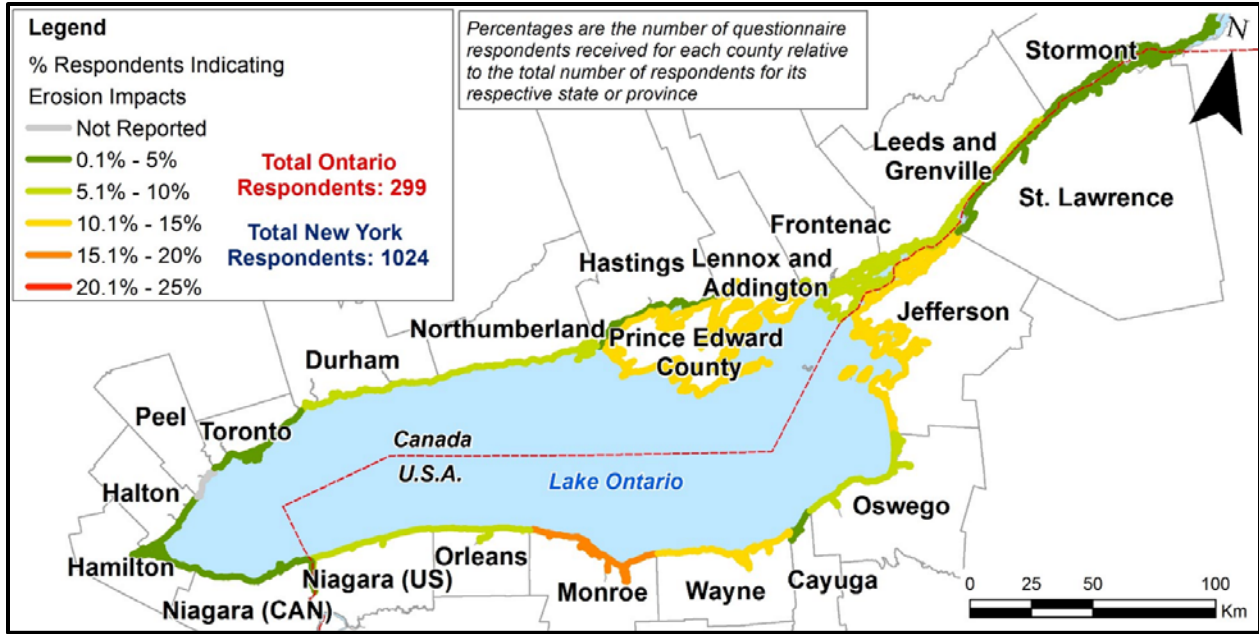 Legend
% Respondents Indicating
Erosion Impacts
Not Reported
0.1% - 5%
5.1% - 10%
10.1% - 15%
15.1% - 20%
20.1% - 25%
Total Ontario
Respondents: 299
Total New York
Respondents: 1024
Percentages are the number of questionnaire
respondents received for each county relative
to the total number of respondents for its
respective state or province
N
Stormont
Leeds and
Grenville
St. Lawrence
Frontenac
Hastings
Lennox and
Addington
Jefferson
Northumberland
Prince Edward
County
Durham
Peel
Toronto
Canada
U.S.A.
Lake Ontario
Halton
Oswego
Hamilton
Niagara (US)
Orleans
Monroe
Wayne
Cayuga
Niagara (CAN)
0 25 50 100
Km